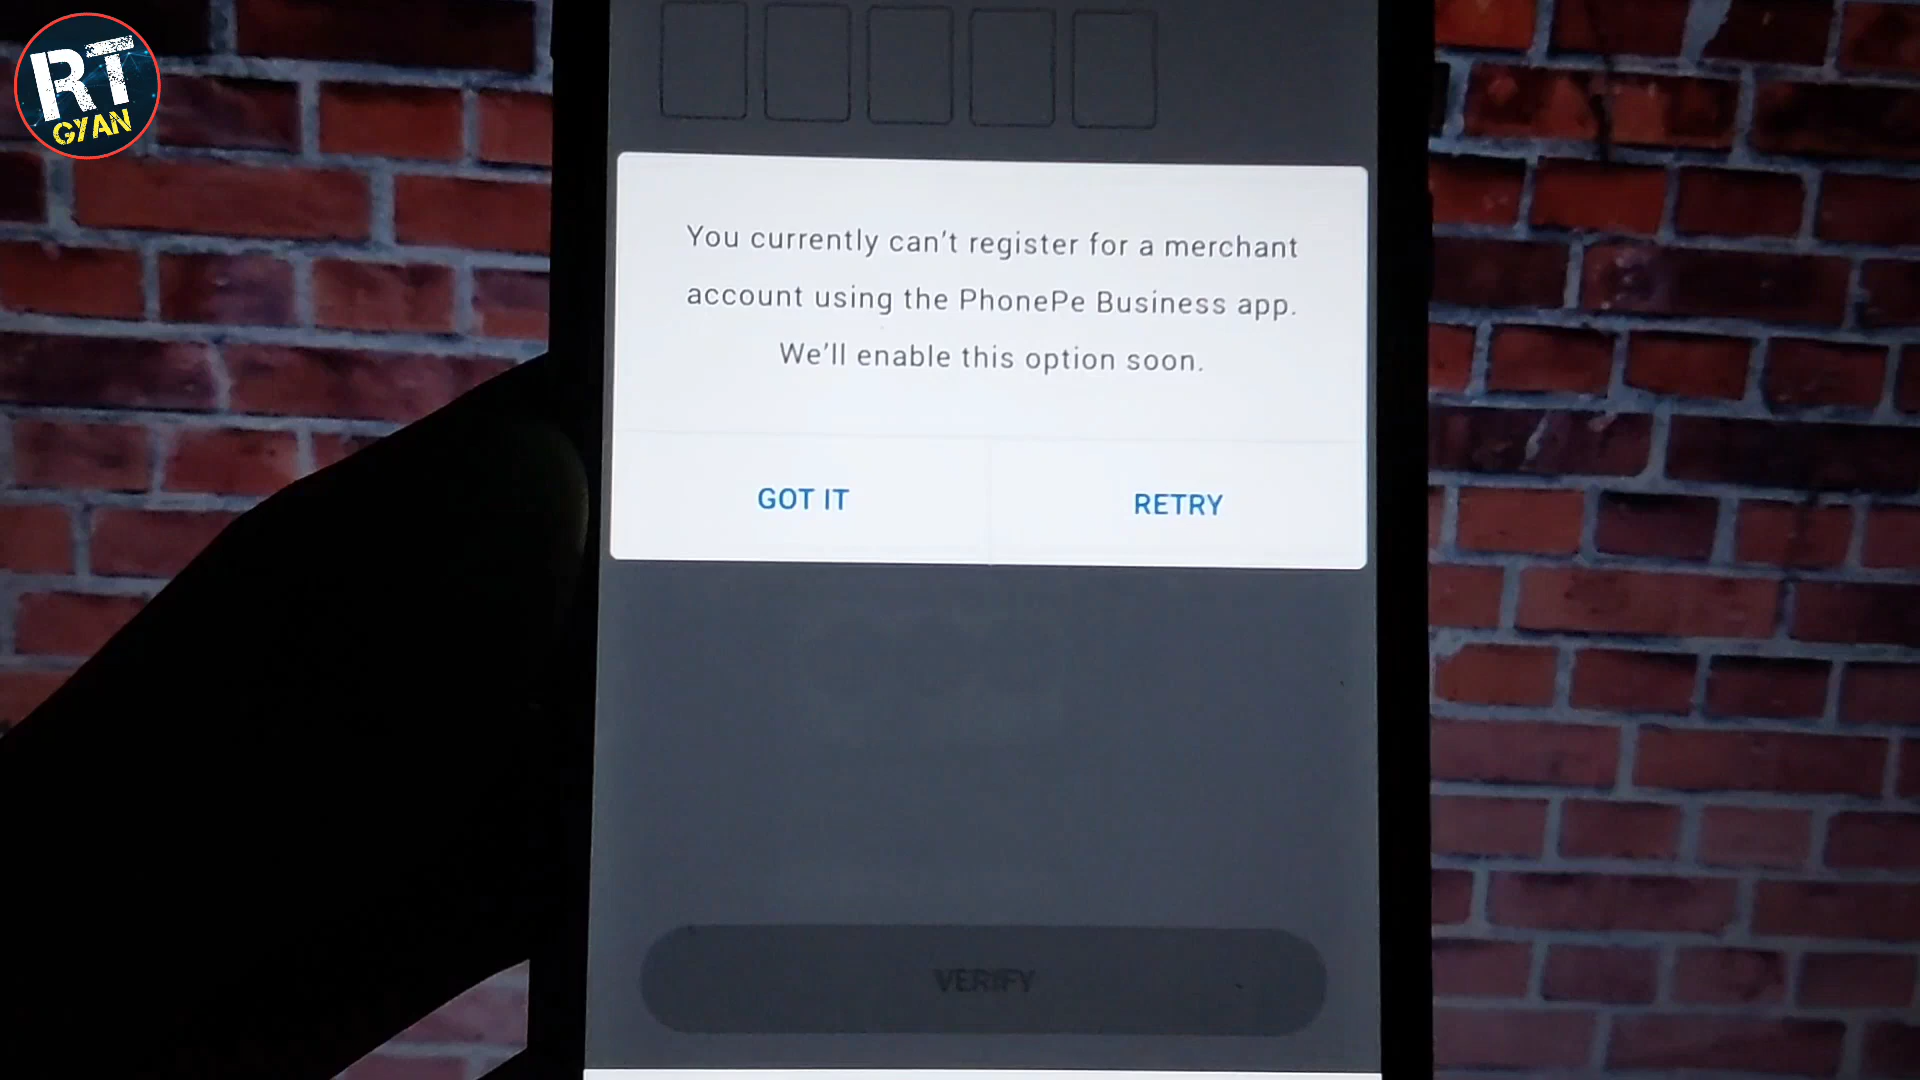 RT
GYAN
You currently can't register for a merchant
account using the PhonePe Business app.
We'll enable this option soon.
GOT IT
RETRY
VERIFY